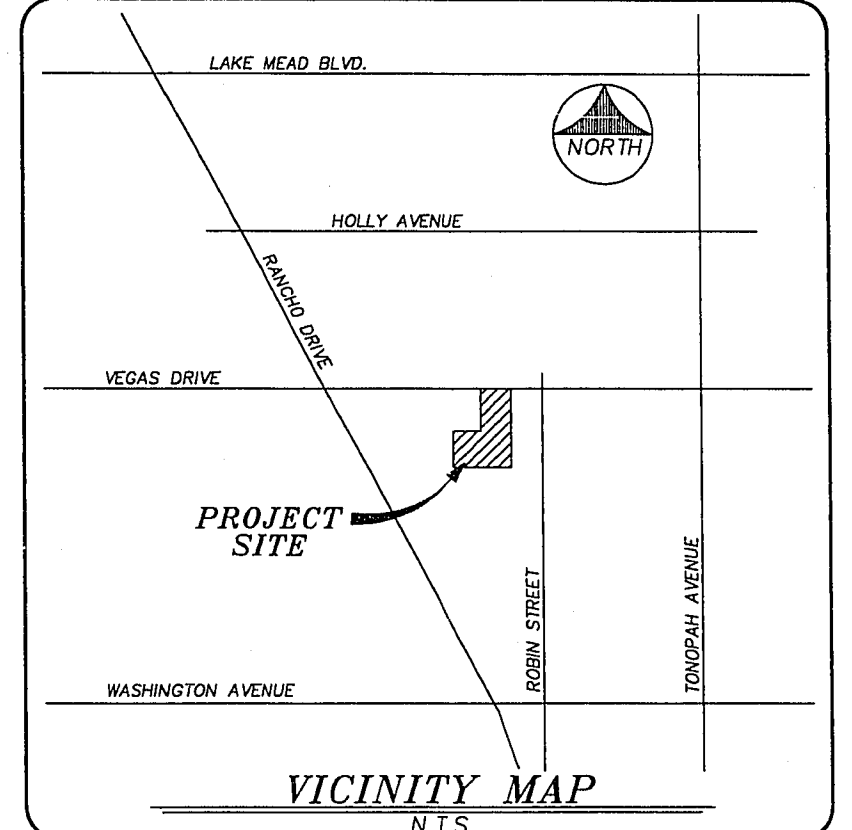 LAKE MEAD BLVD.
NORTH
HOLLY AVENUE
RANCHO DRIVE
VEGAS DRIVE
PROJECT
SITE
ROBIN STREET
TONOPAH AVENUE
WASHINGTON AVENUE
VICINITY MAP
N.T.S.